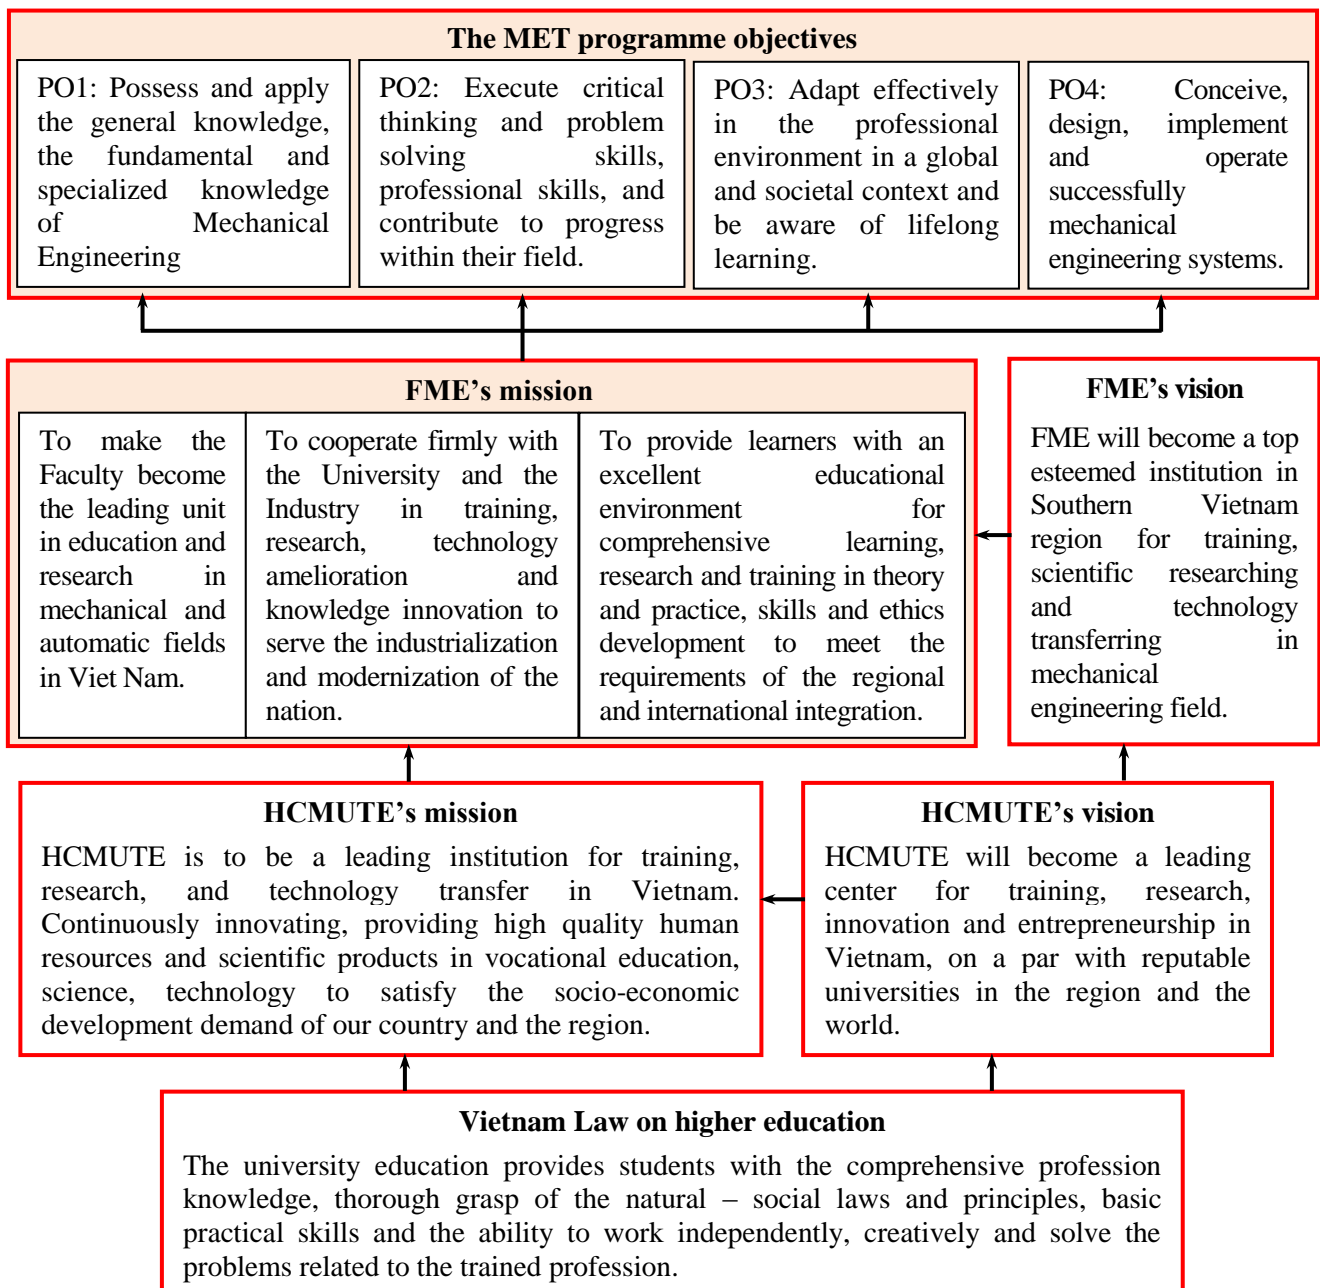 The MET programme objectives
PO1: Possess and apply
the general knowledge,
the fundamental and
specialized knowledge
of Mechanical
Engineering
PO2: Execute critical
thinking and problem
solving skills,
professional skills, and
contribute to progress
within their field.
PO3: Adapt effectively
in the professional
environment in a global
and societal context and
be aware of lifelong
learning.
PO4: Conceive,
design, implement
and operate
successfully
mechanical
engineering systems.
FME’s mission
To make the
Faculty become
the leading unit
in education and
research in
mechanical and
automatic fields
in Viet Nam.
To cooperate firmly with
the University and the
Industry in training,
research, technology
amelioration and
knowledge innovation to
serve the industrialization
and modernization of the
nation.
To provide learners with an
excellent educational
environment for
comprehensive learning,
research and training in theory
and practice, skills and ethics
development to meet the
requirements of the regional
and international integration.
FME’s vision
FME will become a top
esteemed institution in
Southern Vietnam
region for training,
scientific researching
and technology
transferring in
mechanical
engineering field.
HCMUTE’s mission
HCMUTE is to be a leading institution for training,
research, and technology transfer in Vietnam.
Continuously innovating, providing high quality human
resources and scientific products in vocational education,
science, technology to satisfy the socio-economic
development demand of our country and the region.
HCMUTE’s vision
HCMUTE will become a leading
center for training, research,
innovation and entrepreneurship in
Vietnam, on a par with reputable
universities in the region and the
world.
Vietnam Law on higher education
The university education provides students with the comprehensive profession
knowledge, thorough grasp of the natural – social laws and principles, basic
practical skills and the ability to work independently, creatively and solve the
problems related to the trained profession.